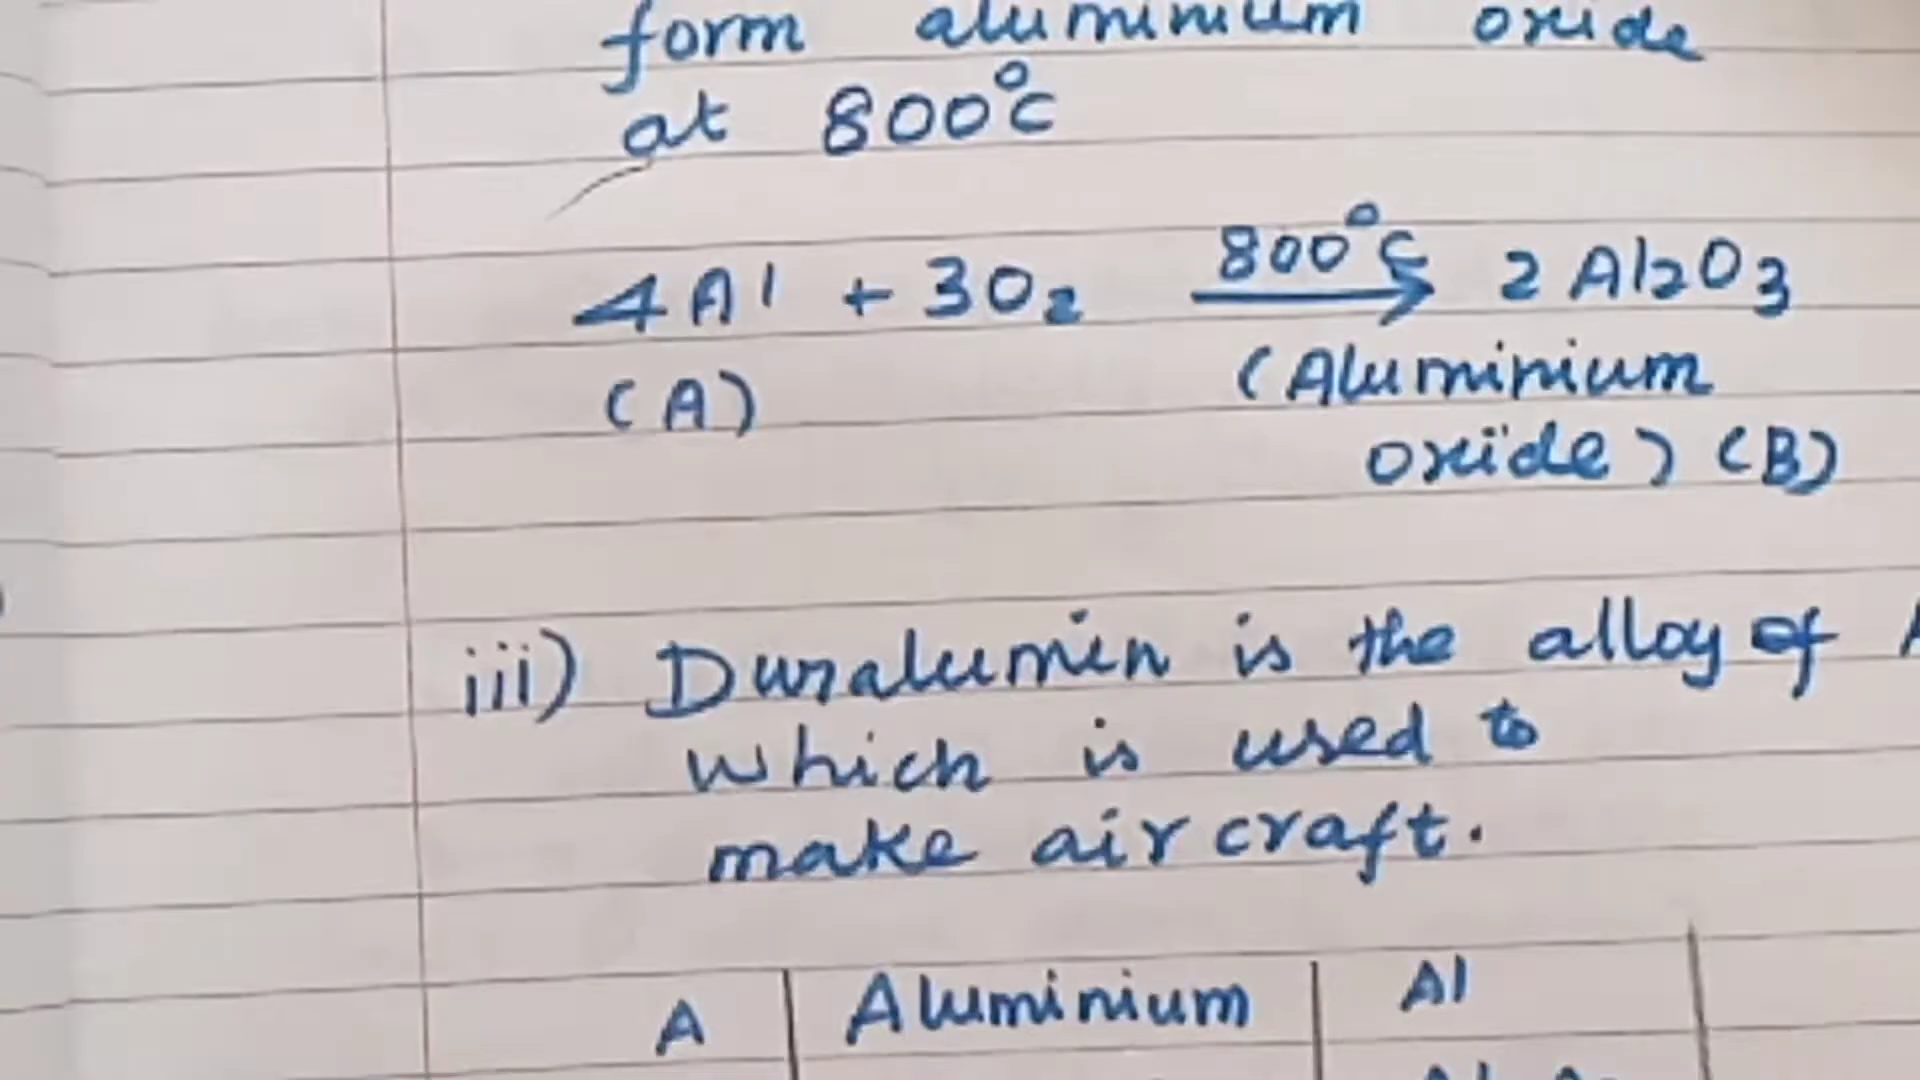 form aluminium oxide
at 800°C
4Al + 3O₂ 800°C → 2Al₂O₃
(A) (Aluminium
oxide) (B)
iii) Duralumin is the alloy of A
which is used to
make aircraft.
A Aluminium Al